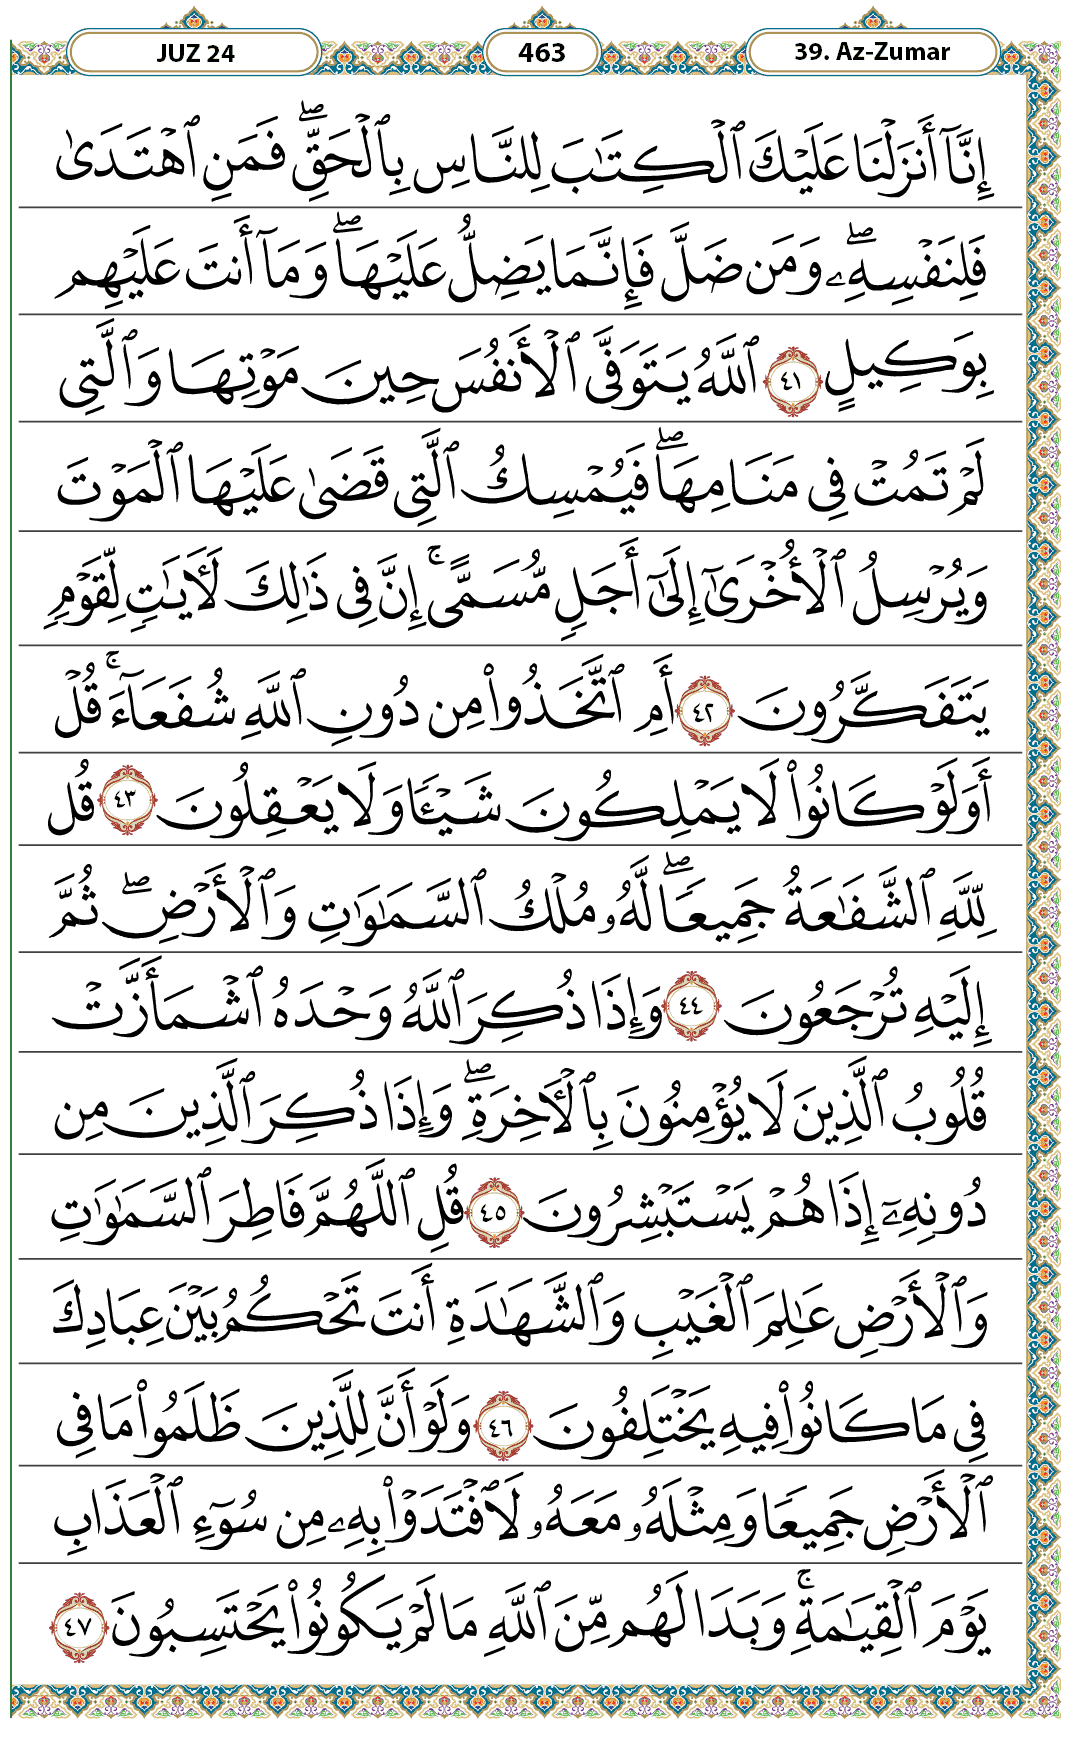 JUZ 24
463
39. Az-Zumar
إِنَّآ أَنزَلْنَا عَلَيْكَ ٱلْكِتَٰبَ لِلنَّاسِ بِٱلْحَقِّ ۖ فَمَنِ ٱهْتَدَىٰ
فَلِنَفْسِهِۦ ۖ وَمَن ضَلَّ فَإِنَّمَا يَضِلُّ عَلَيْهَا ۖ وَمَآ أَنتَ عَلَيْهِم
بِوَكِيلٍ ٤١ ٱللَّهُ يَتَوَفَّى ٱلْأَنفُسَ حِينَ مَوْتِهَا وَٱلَّتِى
لَمْ تَمُتْ فِى مَنَامِهَا ۖ فَيُمْسِكُ ٱلَّتِى قَضَىٰ عَلَيْهَا ٱلْمَوْتَ
وَيُرْسِلُ ٱلْأُخْرَىٰٓ إِلَىٰٓ أَجَلٍ مُّسَمًّى ۚ إِنَّ فِى ذَٰلِكَ لَـَٔايَٰتٍ لِّقَوْمٍ
يَتَفَكَّرُونَ ٤٢ أَمِ ٱتَّخَذُوا۟ مِن دُونِ ٱللَّهِ شُفَعَآءَ ۚ قُلْ
أَوَلَوْ كَانُوا۟ لَا يَمْلِكُونَ شَيْـًٔا وَلَا يَعْقِلُونَ ٤٣ قُل
لِّلَّهِ ٱلشَّفَٰعَةُ جَمِيعًا ۖ لَّهُۥ مُلْكُ ٱلسَّمَٰوَٰتِ وَٱلْأَرْضِ ۖ ثُمَّ
إِلَيْهِ تُرْجَعُونَ ٤٤ وَإِذَا ذُكِرَ ٱللَّهُ وَحْدَهُ ٱشْمَأَزَّتْ
قُلُوبُ ٱلَّذِينَ لَا يُؤْمِنُونَ بِٱلْـَٔاخِرَةِ ۖ وَإِذَا ذُكِرَ ٱلَّذِينَ مِن
دُونِهِۦٓ إِذَا هُمْ يَسْتَبْشِرُونَ ٤٥ قُلِ ٱللَّهُمَّ فَاطِرَ ٱلسَّمَٰوَٰتِ
وَٱلْأَرْضِ عَٰلِمَ ٱلْغَيْبِ وَٱلشَّهَٰدَةِ أَنتَ تَحْكُمُ بَيْنَ عِبَادِكَ
فِى مَا كَانُوا۟ فِيهِ يَخْتَلِفُونَ ٤٦ وَلَوْ أَنَّ لِلَّذِينَ ظَلَمُوا۟ مَا فِى
ٱلْأَرْضِ جَمِيعًا وَمِثْلَهُۥ مَعَهُۥ لَٱفْتَدَوْا۟ بِهِۦ مِن سُوٓءِ ٱلْعَذَابِ
يَوْمَ ٱلْقِيَٰمَةِ ۚ وَبَدَا لَهُم مِّنَ ٱللَّهِ مَا لَمْ يَكُونُوا۟ يَحْتَسِبُونَ ٤٧